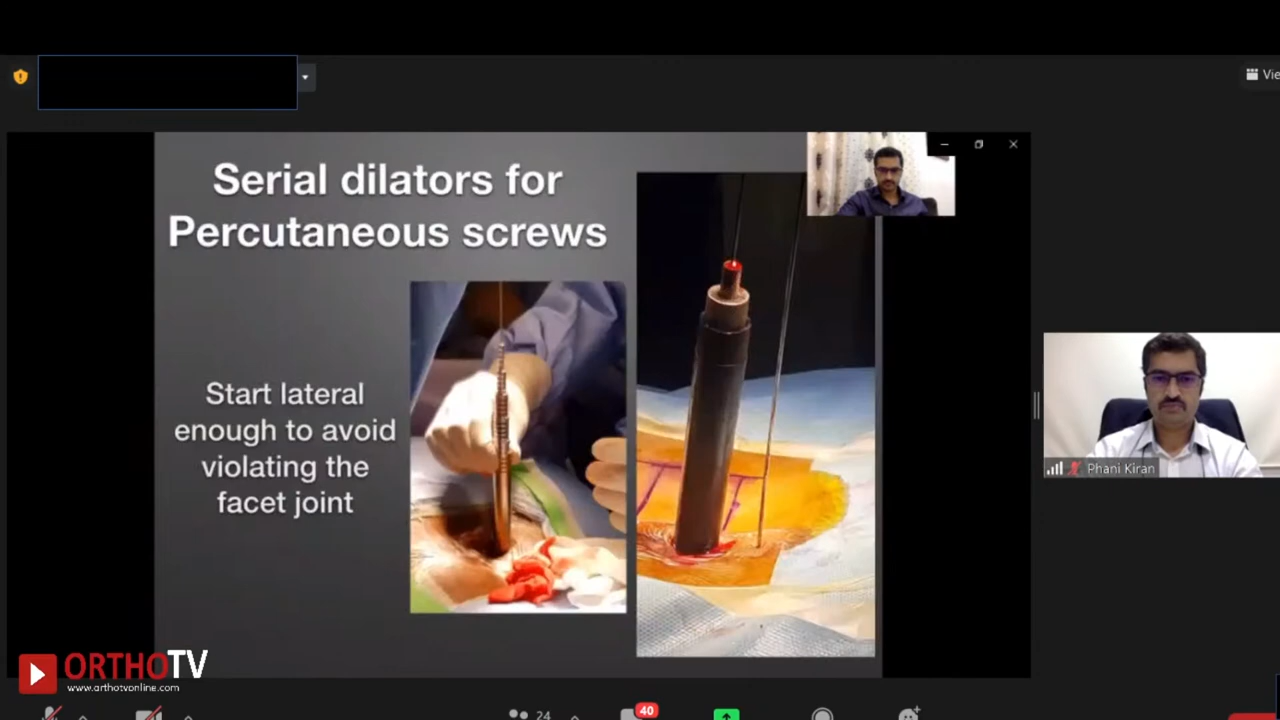 Vie
Serial dilators for
Percutaneous screws
Start lateral
enough to avoid
violating the
facet joint
Phani Kiran
ORTHOTV
www.orthotvonline.com
24
40